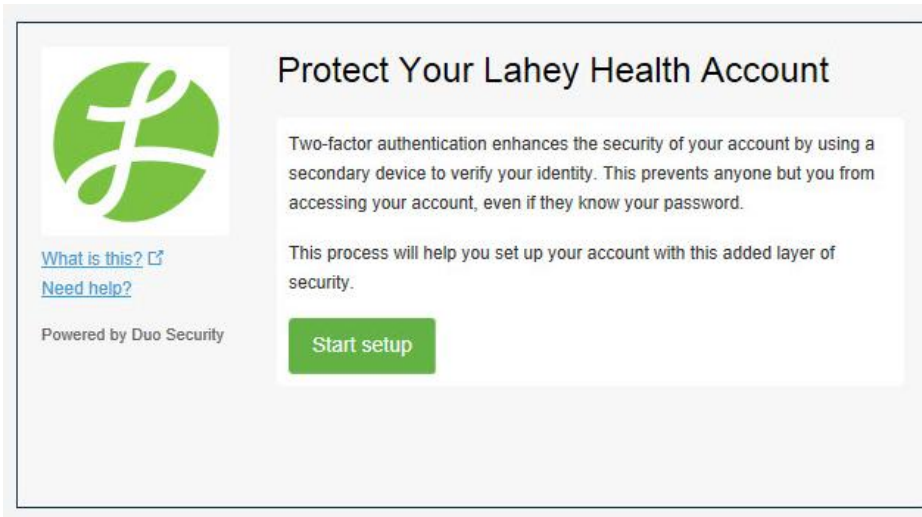 Protect Your Lahey Health Account
Two-factor authentication enhances the security of your account by using a
secondary device to verify your identity. This prevents anyone but you from
accessing your account, even if they know your password.
This process will help you set up your account with this added layer of
security.
Start setup
What is this?
Need help?
Powered by Duo Security